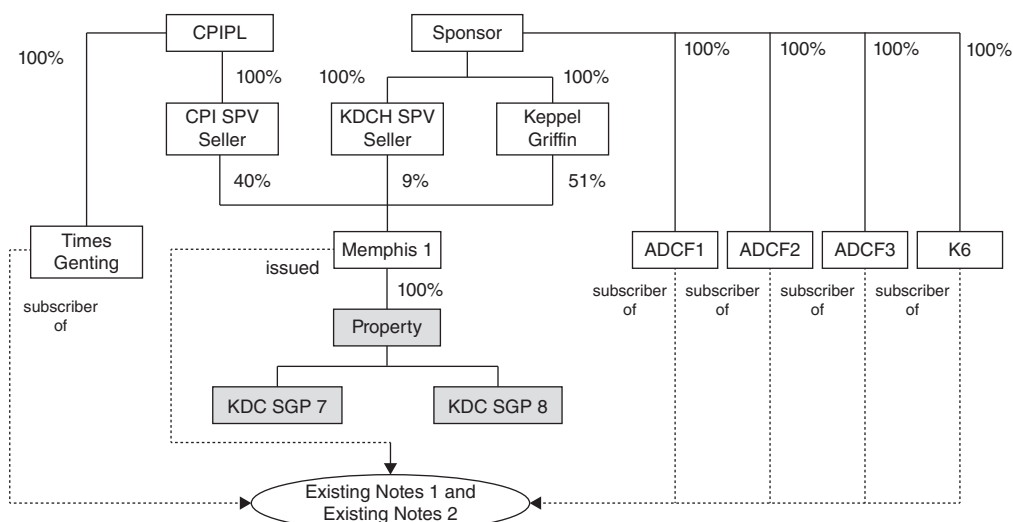 CPIPL
Sponsor
100%
100%
100%
100%
100%
100%
100%
100%
100%
CPI SPV
Seller
KDCH SPV
Seller
Keppel
Griffin
40%
9%
51%
Times
Genting
Memphis 1
ADCF1
ADCF2
ADCF3
K6
issued
subscriber
of
100%
subscriber
of
subscriber
of
subscriber
of
subscriber
of
Property
KDC SGP 7
KDC SGP 8
Existing Notes 1 and
Existing Notes 2